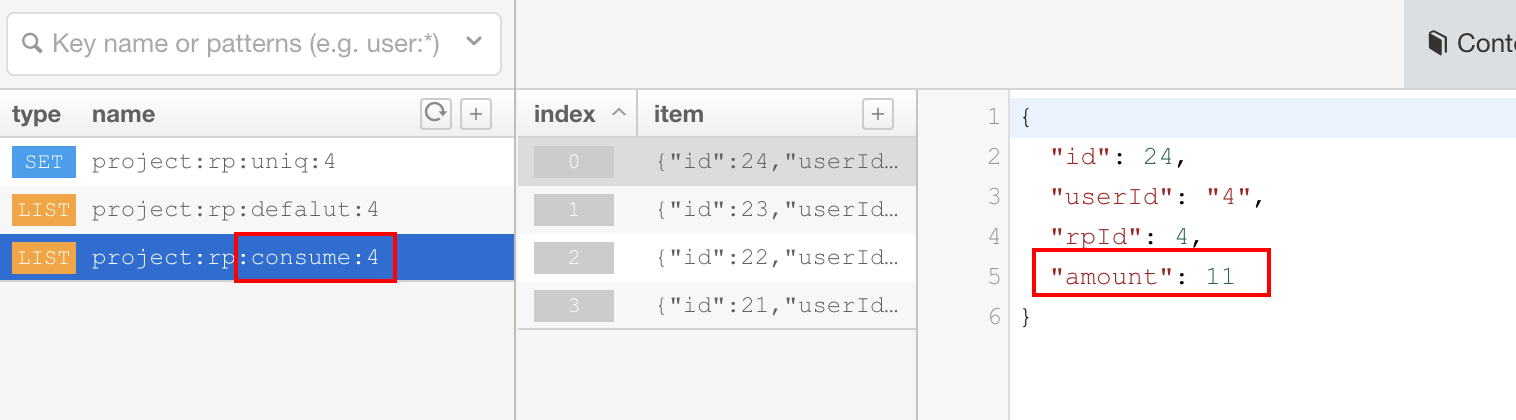 Key name or patterns (e.g. user:*)
type name
SET project:rp:uniq:4
LIST project:rp:defalut:4
LIST project:rp:consume:4
index item
0 {"id":24,"userId…
1 {"id":23,"userId…
2 {"id":22,"userId…
3 {"id":21,"userId…
Conte
1 {
2 "id": 24,
3 "userId": "4",
4 "rpId": 4,
5 "amount": 11
6 }